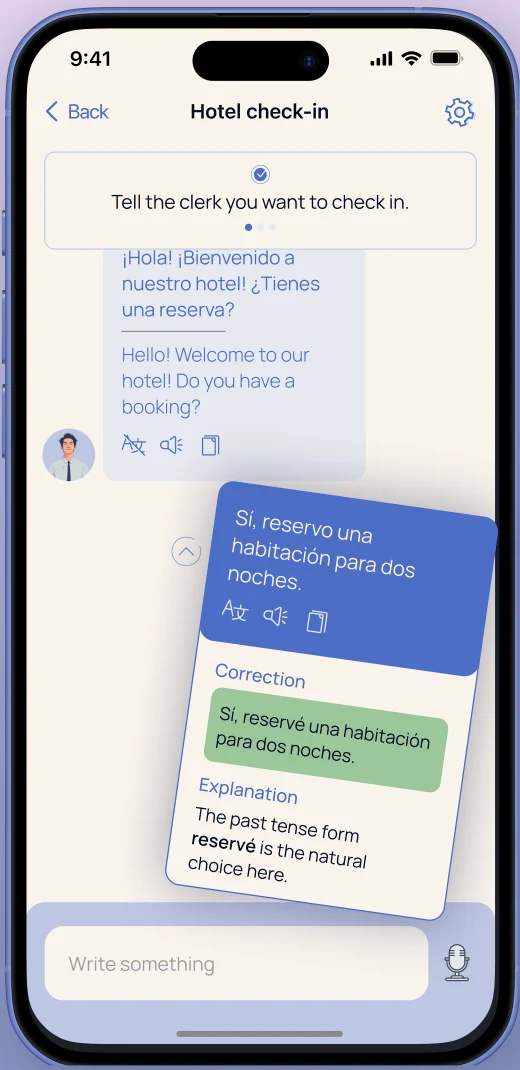 9:41
Back
Hotel check-in
Tell the clerk you want to check in.
¡Hola! ¡Bienvenido a
nuestro hotel! ¿Tienes
una reserva?
Hello! Welcome to our
hotel! Do you have a
booking?
Sí, reservo una
habitación para dos
noches.
Correction
Sí, reservé una habitación
para dos noches.
Explanation
The past tense form
reservé is the natural
choice here.
Write something